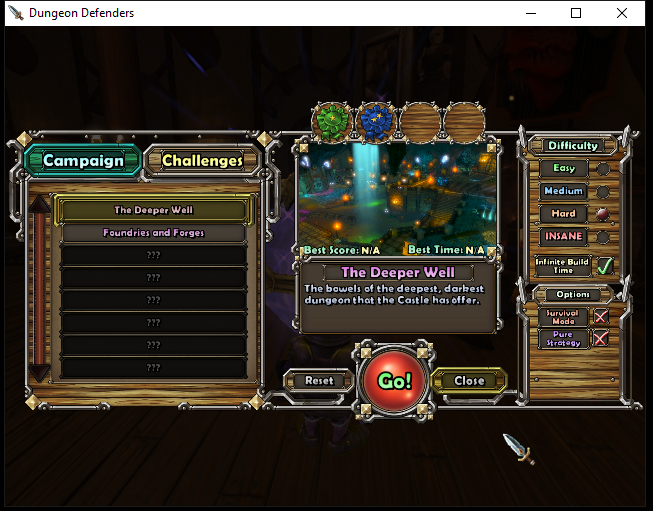 Dungeon Defenders
Campaign
Challenges
The Deeper Well
Foundries and Forges
???
???
???
???
???
???
Best Score: N/A
Best Time: N/A
The Deeper Well
The bowels of the deepest, darkest
dungeon that the Castle has offer.
Reset
Go!
Close
Difficulty
Easy
Medium
Hard
INSANE
Infinite Build
Time
Options
Survival
Mode
Pure
Strategy